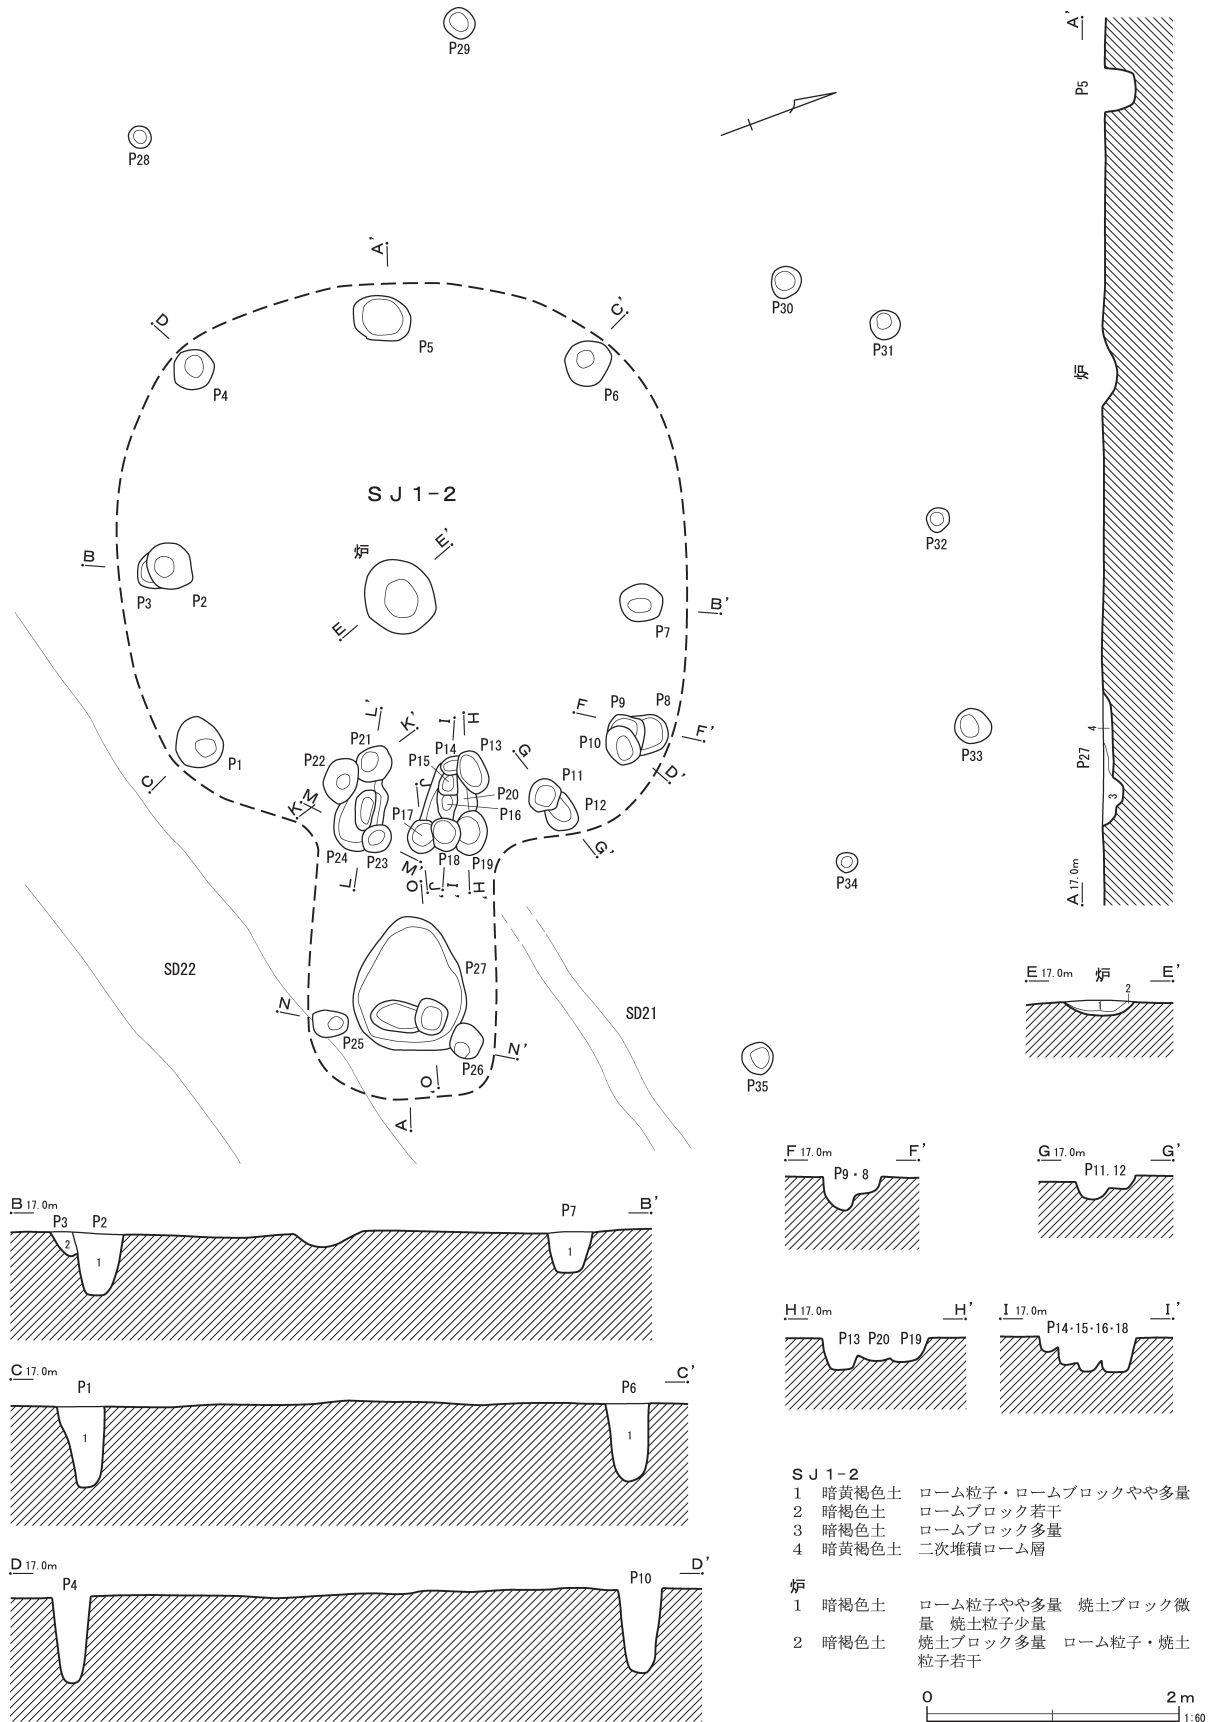 P29
P28
A'
A'
P5
D
C'
P30
P31
P5
P4
P6
SJ1-2
炉
炉
E'
B
P32
P3
P2
E
P7
B'
L'
K'
I
H
F
P9
P8
P21
P14
P13
G
P10
F'
P33
4
P27
P22
P15
D'
P1
C
J
P11
K
M
P20
P12
3
P17
P16
P24
P23
P18
P19
G'
M'
P34
L
O
J'
I'
H'
A 17.0m
SD22
P27
E 17.0m
炉
E'
2
1
N
P25
SD21
P26
N'
P35
O'
A
F 17.0m
F'
P9・8
G 17.0m
G'
P11.12
B 17.0m
B'
P3
P2
P7
2
1
1
H 17.0m
H'
P13
P20
P19
I 17.0m
I'
P14・15・16・18
C 17.0m
C'
P1
P6
1
1
SJ1-2
1 暗黄褐色土 ローム粒子・ロームブロックやや多量
2 暗褐色土 ロームブロック若干
3 暗褐色土 ロームブロック多量
4 暗黄褐色土 二次堆積ローム層
D 17.0m
D'
P4
P10
炉
1 暗褐色土 ローム粒子やや多量 焼土ブロック微
量 焼土粒子少量
2 暗褐色土 焼土ブロック多量 ローム粒子・焼土
粒子若干
0
2m
1:60